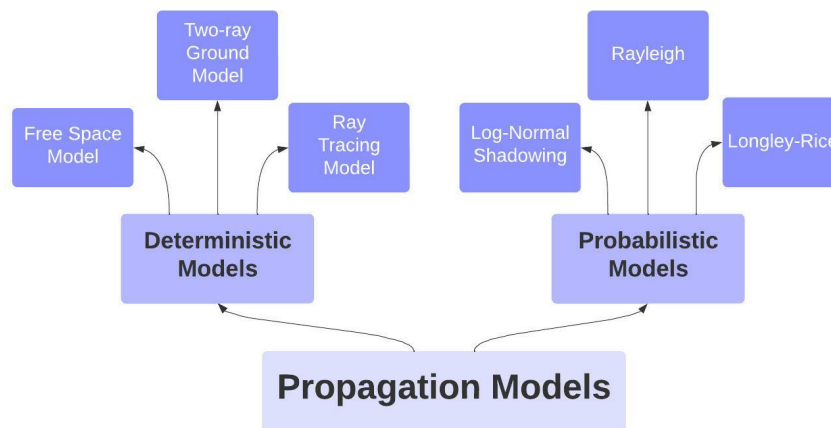 Two-ray
Ground
Model
Rayleigh
Free Space
Model
Ray
Tracing
Model
Log-Normal
Shadowing
Longley-Rice
Deterministic
Models
Probabilistic
Models
Propagation Models